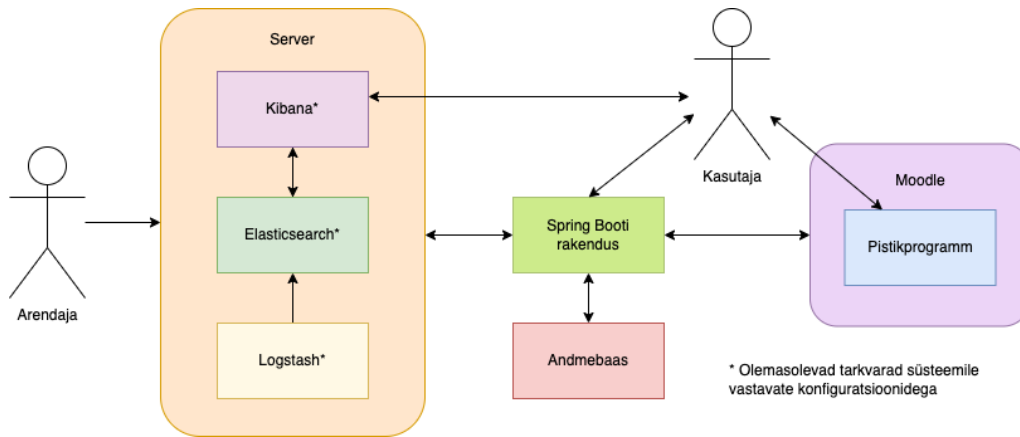 Server
Kibana*
Kasutaja
Moodle
Elasticsearch*
Spring Booti
rakendus
Pistikprogramm
Arendaja
Logstash*
Andmebaas
* Olemasolevad tarkvarad süsteemile
vastavate konfiguratsioonidega